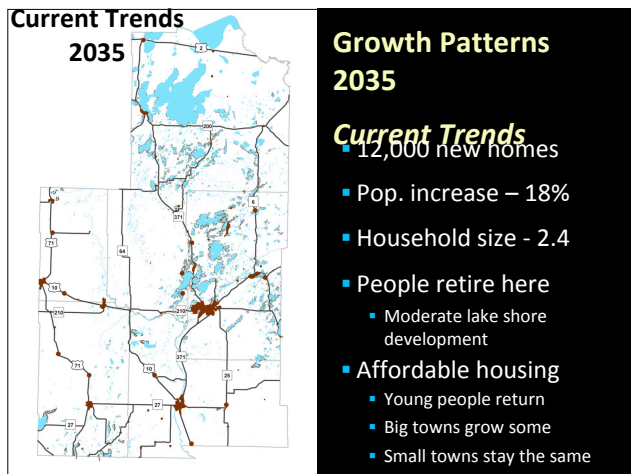 Current Trends
2035
2
200
6
371
71
64
10
210
210
371
71
10
25
27
27
27
Growth Patterns
2035
Current Trends
▪ 12,000 new homes
▪ Pop. increase – 18%
▪ Household size - 2.4
▪ People retire here
▪ Moderate lake shore
development
▪ Affordable housing
▪ Young people return
▪ Big towns grow some
▪ Small towns stay the same